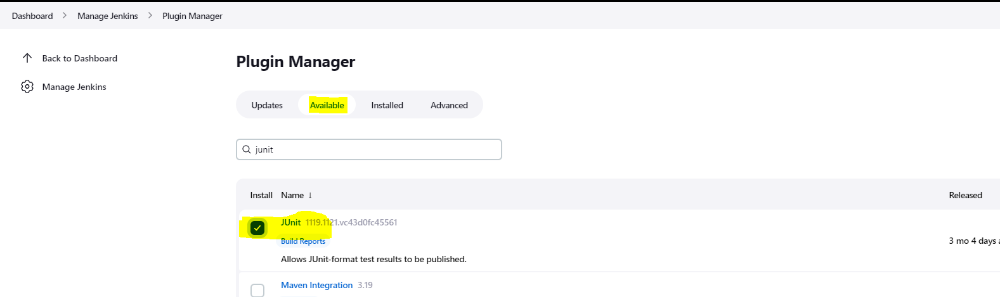 Dashboard > Manage Jenkins > Plugin Manager
Back to Dashboard
Manage Jenkins
Plugin Manager
Updates Available Installed Advanced
junit
Install Name ↓ Released
JUnit 1119.1121.vc43d0fc45561
Build Reports
3 mo 4 days a
Allows JUnit-format test results to be published.
Maven Integration 3.19